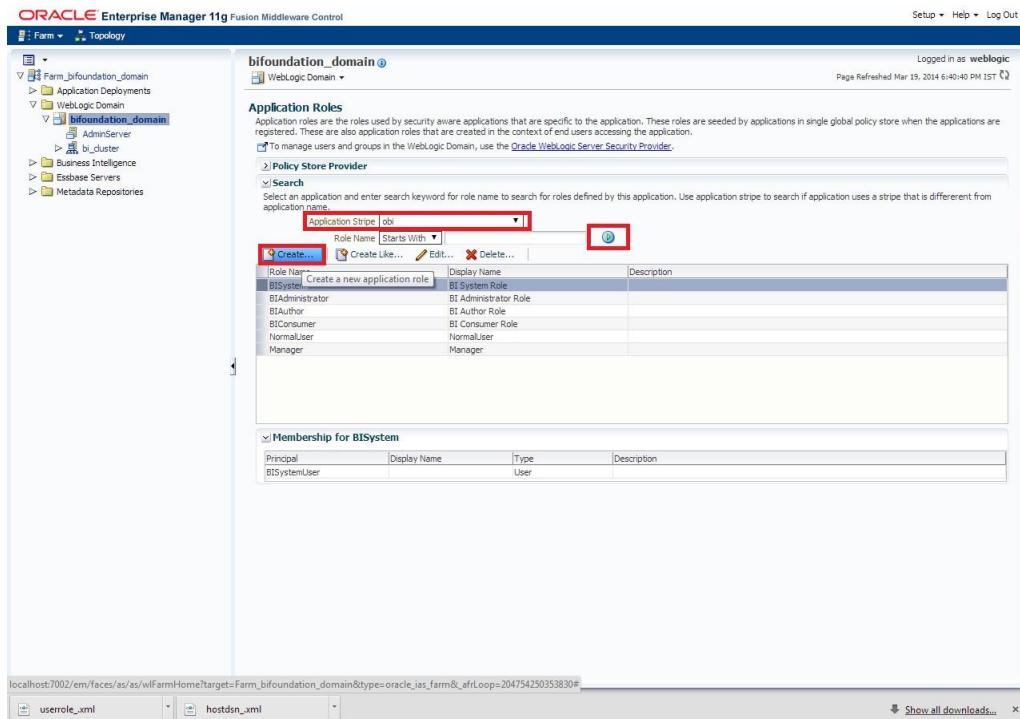 ORACLE Enterprise Manager 11g Fusion Middleware Control
Setup Help Log Out
Farm Topology
Farm_bifoundation_domain
Application Deployments
WebLogic Domain
bifoundation_domain
AdminServer
bi_cluster
Business Intelligence
Essbase Servers
Metadata Repositories
bifoundation_domain
WebLogic Domain
Logged in as weblogic
Page Refreshed Mar 19, 2014 6:40:40 PM IST
Application Roles
Application roles are the roles used by security aware applications that are specific to the application. These roles are seeded by applications in single global policy store when the applications are
registered. These are also application roles that are created in the context of end users accessing the application.
To manage users and groups in the WebLogic Domain, use the Oracle WebLogic Server Security Provider.
Policy Store Provider
Search
Select an application and enter search keyword for role name to search for roles defined by this application. Use application stripe to search if application uses a stripe that is differerent from
application name.
Application Stripe obi
Role Name Starts With
Create... Create Like... Edit... Delete...
Role Name Display Name Description
Create a new application role
BISystem BI System Role
BIAdministrator BI Administrator Role
BIAuthor BI Author Role
BIConsumer BI Consumer Role
NormalUser NormalUser
Manager Manager
Membership for BISystem
Principal Display Name Type Description
BISystemUser User
localhost:7002/em/faces/as/as/wlFarmHome?target=Farm_bifoundation_domain&type=oracle_ias_farm&_afrLoop=204754250353830#
userrole_.xml hostdsn_.xml Show all downloads...